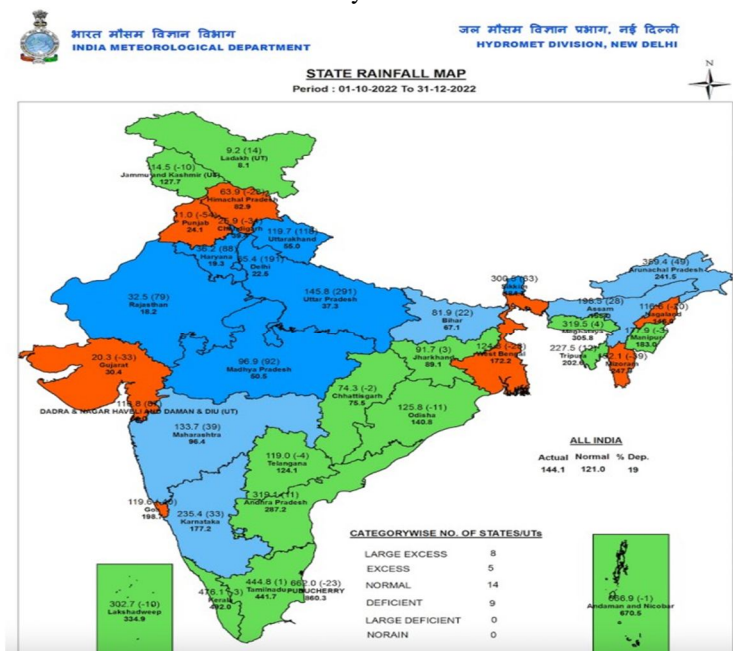 भारत मौसम विज्ञान विभाग
INDIA METEOROLOGICAL DEPARTMENT
जल मौसम विज्ञान प्रभाग, नई दिल्ली
HYDROMET DIVISION, NEW DELHI
STATE RAINFALL MAP
Period : 01-10-2022 To 31-12-2022
N
9.2 (14)
Ladakh (UT)
8.1
14.5 (-10)
Jammu and Kashmir
127.7
63.9
Himachal Pradesh
62.9
Punjab
24.1
119.7
Uttarakhand
55.0
(88)
Haryana
19.3
(191)
Delhi
22.6
32.5 (79)
Rajasthan
18.2
145.8 (291)
Uttar Pradesh
37.3
81.9 (22)
Bihar
67.1
Arunachal Pradesh
241.5
(28)
Assam
319.5 (4)
305.8
Manipur
183.0
227.5
Tripura
Mizoram
20.3 (-33)
Gujarat
30.4
96.9 (92)
Madhya Pradesh
50.5
91.7 (3)
Jharkhand
89.1
West Bengal
172.2
74.3 (-2)
Chhattisgarh
75.5
125.8 (-11)
Odisha
140.8
DADRA & NAGAR HAVELI AND DAMAN & DIU (UT)
133.7 (39)
Maharashtra
96.4
119.0 (-4)
Telangana
124.1
(11)
Andhra Pradesh
287.2
235.4 (33)
Karnataka
177.2
444.8 (1)
Tamilnadu
441.7
(-23)
PUDUCHERRY
860.3
Kerala
492.0
302.7 (-10)
Lakshadweep
334.9
(-1)
Andaman and Nicobar
670.5
ALL INDIA
Actual Normal % Dep.
144.1 121.0 19
CATEGORYWISE NO. OF STATES/UTs
LARGE EXCESS 8
EXCESS 5
NORMAL 14
DEFICIENT 9
LARGE DEFICIENT 0
NORAIN 0